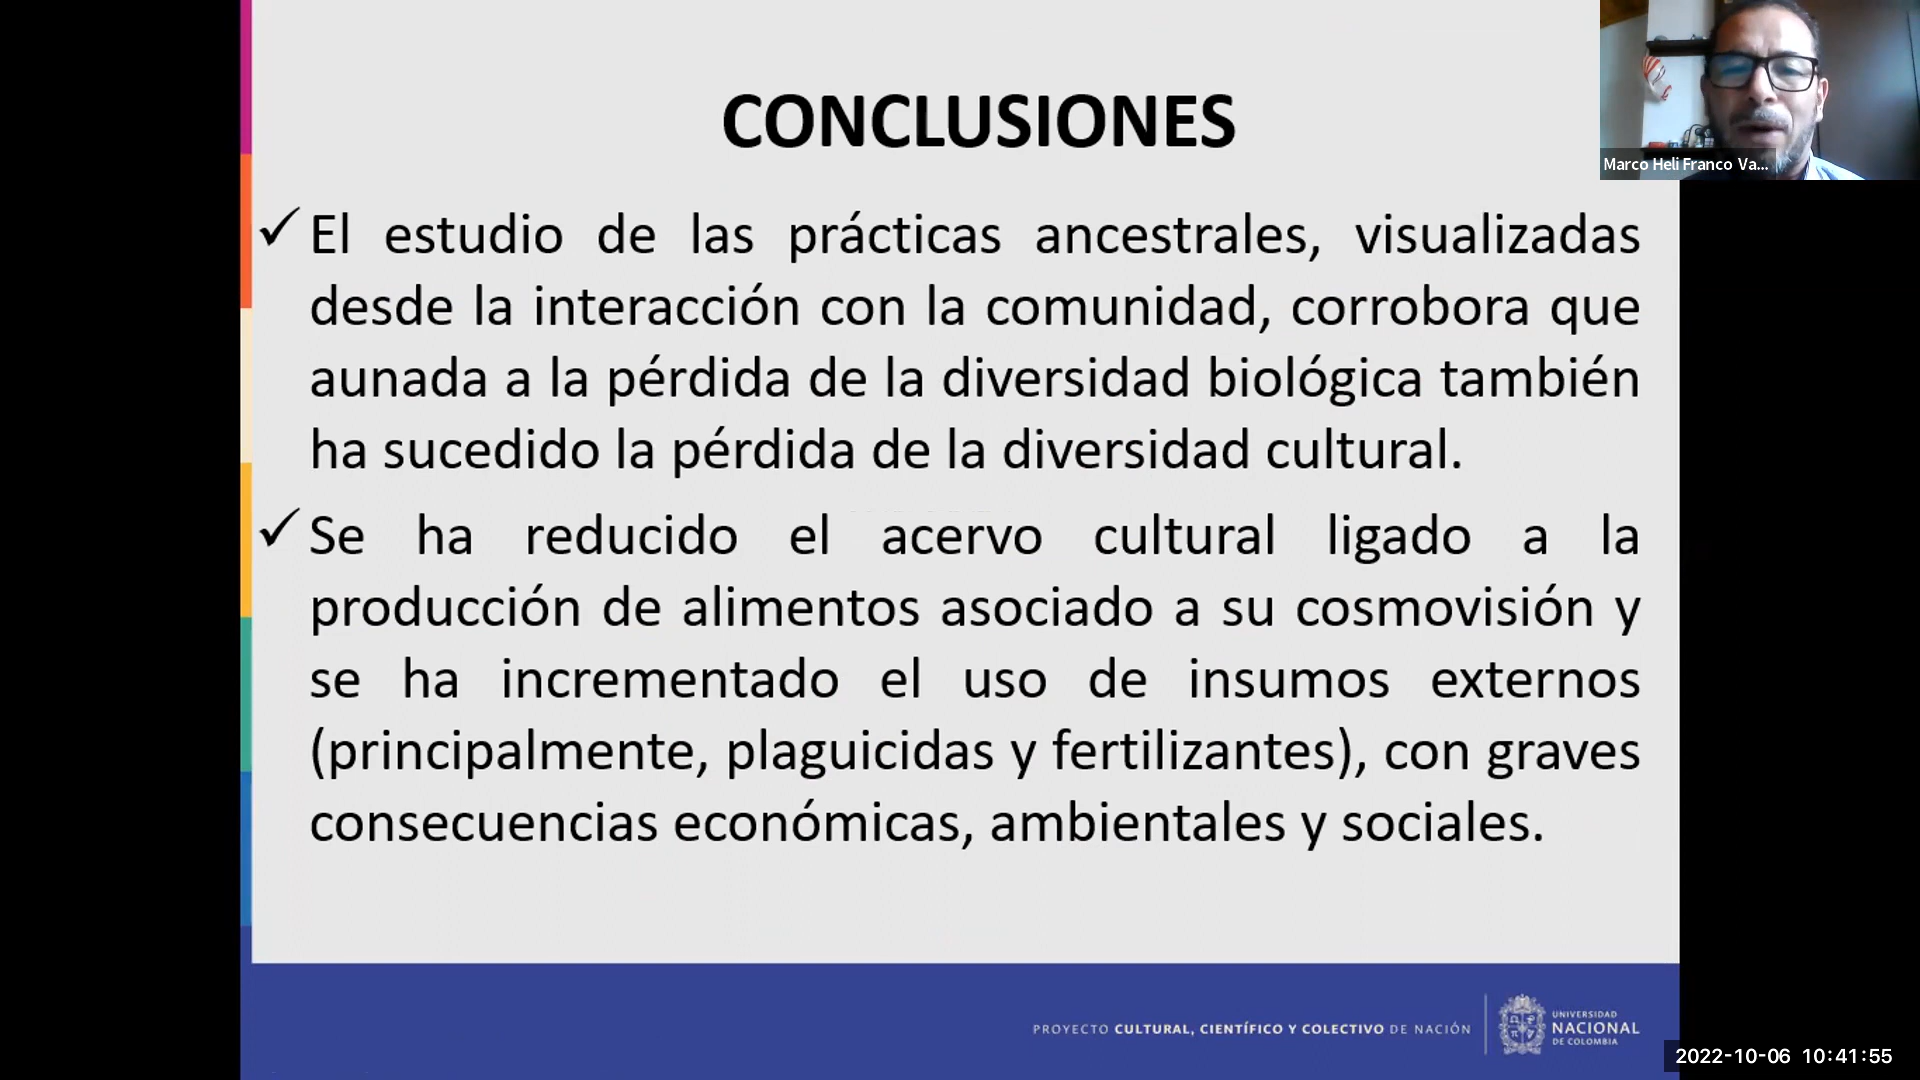 CONCLUSIONES
Marco Heli Franco Va...
✓ El estudio de las prácticas ancestrales, visualizadas
desde la interacción con la comunidad, corrobora que
aunada a la pérdida de la diversidad biológica también
ha sucedido la pérdida de la diversidad cultural.
✓ Se ha reducido el acervo cultural ligado a la
producción de alimentos asociado a su cosmovisión y
se ha incrementado el uso de insumos externos
(principalmente, plaguicidas y fertilizantes), con graves
consecuencias económicas, ambientales y sociales.
PROYECTO CULTURAL, CIENTÍFICO Y COLECTIVO DE NACIÓN
UNIVERSIDAD
NACIONAL
DE COLOMBIA
2022-10-06 10:41:55